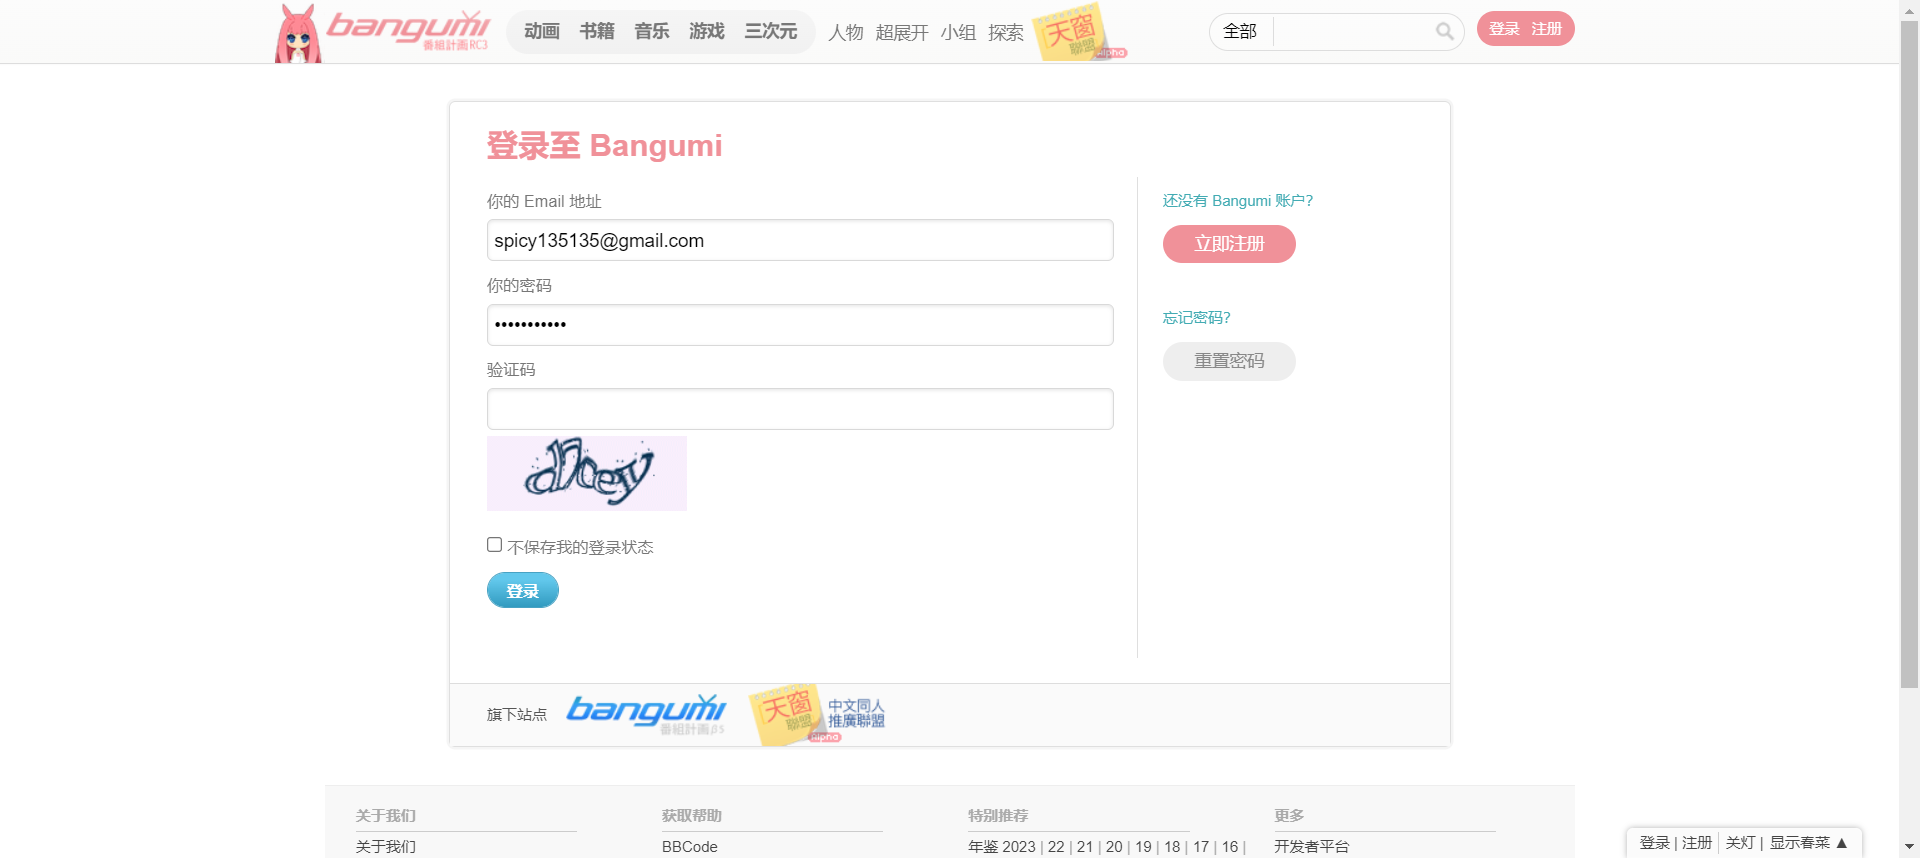 bangumi
番組計画RC3
动画 书籍 音乐 游戏 三次元 人物 超展开 小组 探索
天窗
聯盟
Alpha
全部
登录 注册
登录至 Bangumi
你的 Email 地址
spicy135135@gmail.com
你的密码
•••••••••••
验证码
不保存我的登录状态
登录
还没有 Bangumi 账户?
立即注册
忘记密码?
重置密码
旗下站点
bangumi
番組計画β5
天窗
聯盟
Alpha
中文同人
推廣聯盟
关于我们
关于我们
获取帮助
BBCode
特别推荐
年鉴 2023 | 22 | 21 | 20 | 19 | 18 | 17 | 16 |
更多
开发者平台
登录 | 注册 | 关灯 | 显示春菜 ▲